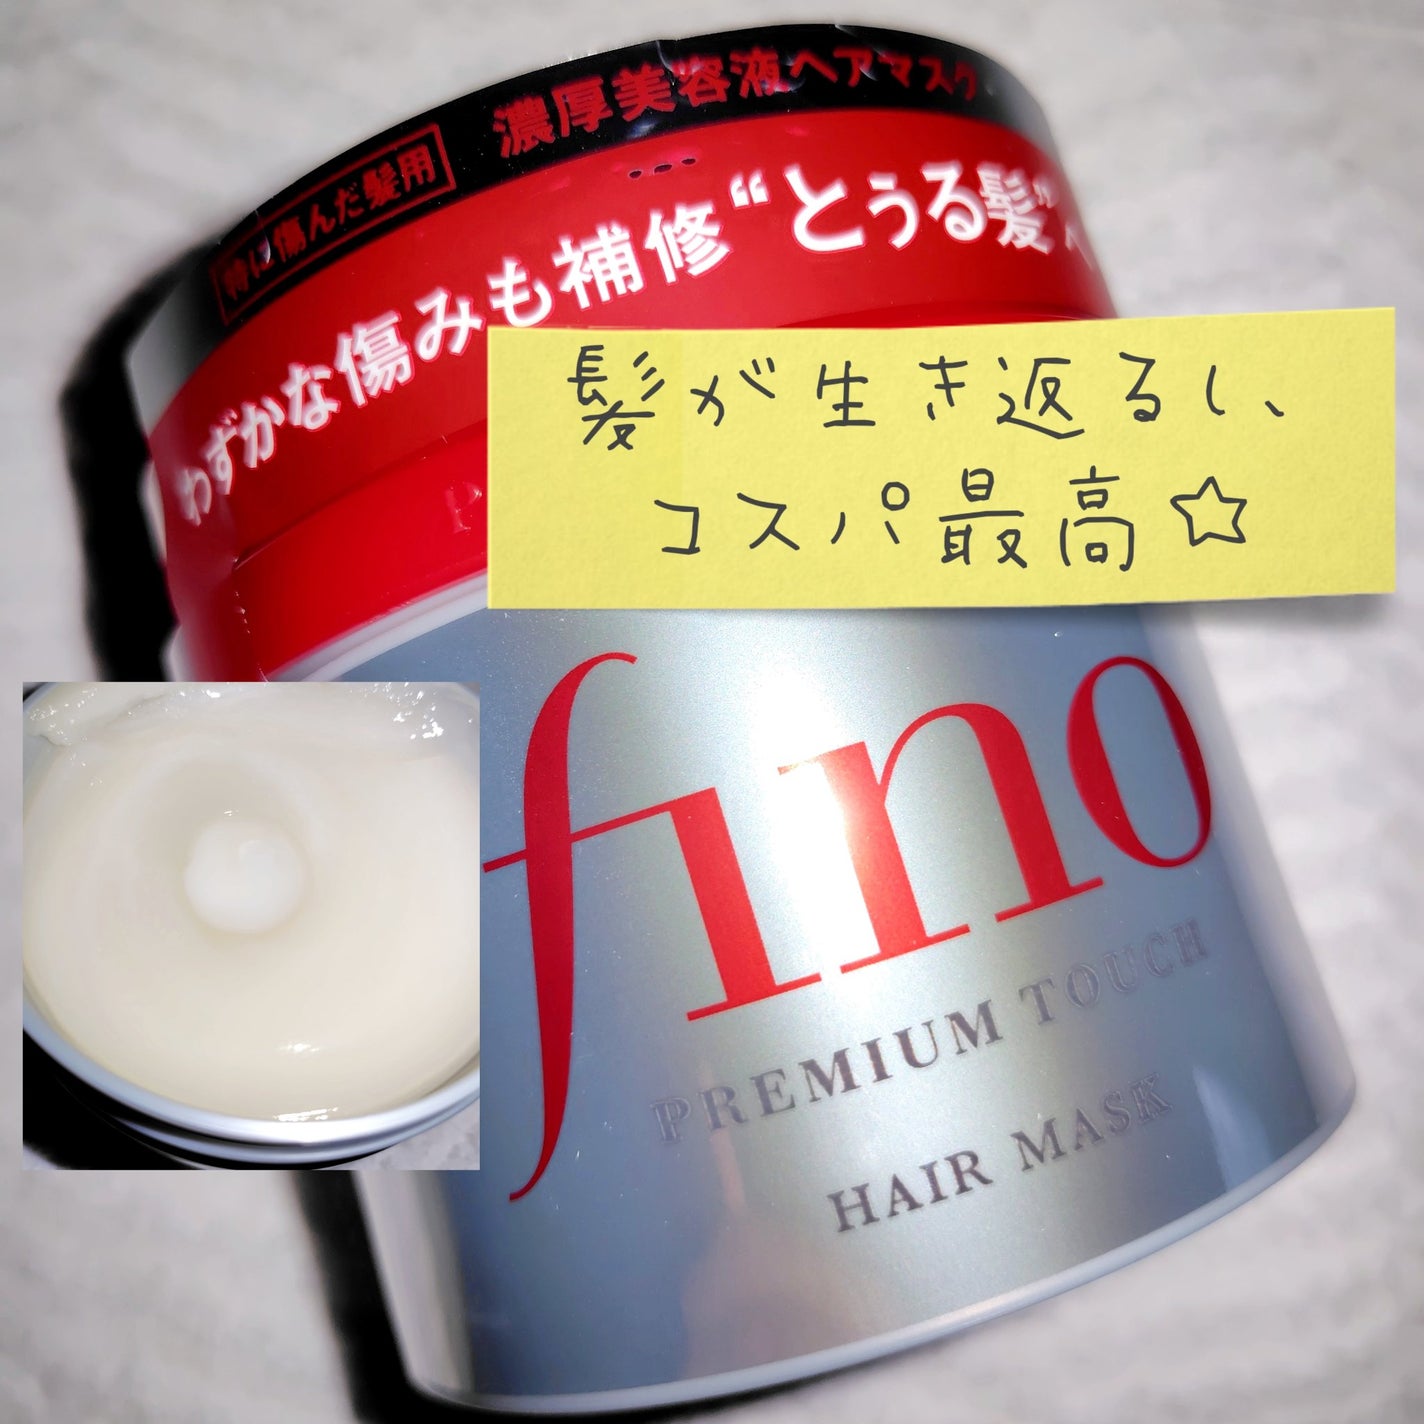 特に傷んだ髪用 濃厚美容液ヘアマスク
わずかな傷みも補修“とぅる髪
髪が生き返るし、
コスパ最高☆
fino
PREMIUM TOUCH
HAIR MASK